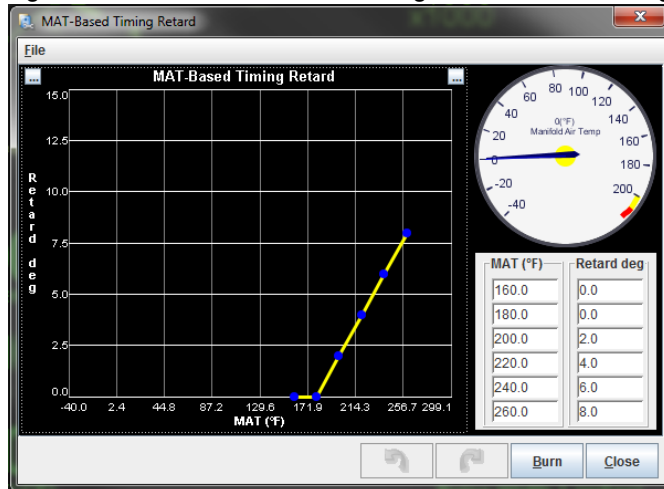 MAT-Based Timing Retard
File
MAT-Based Timing Retard
15.0
12.5
10.0
7.5
5.0
2.5
0.0
Retard deg
-40.0 2.4 44.8 87.2 129.6 171.9 214.3 256.7 299.1
MAT (°F)
-40
-20
0
20
40
60
80
100
120
140
160
180
200
0(°F)
Manifold Air Temp
MAT (°F) Retard deg
160.0 0.0
180.0 0.0
200.0 2.0
220.0 4.0
240.0 6.0
260.0 8.0
Burn Close